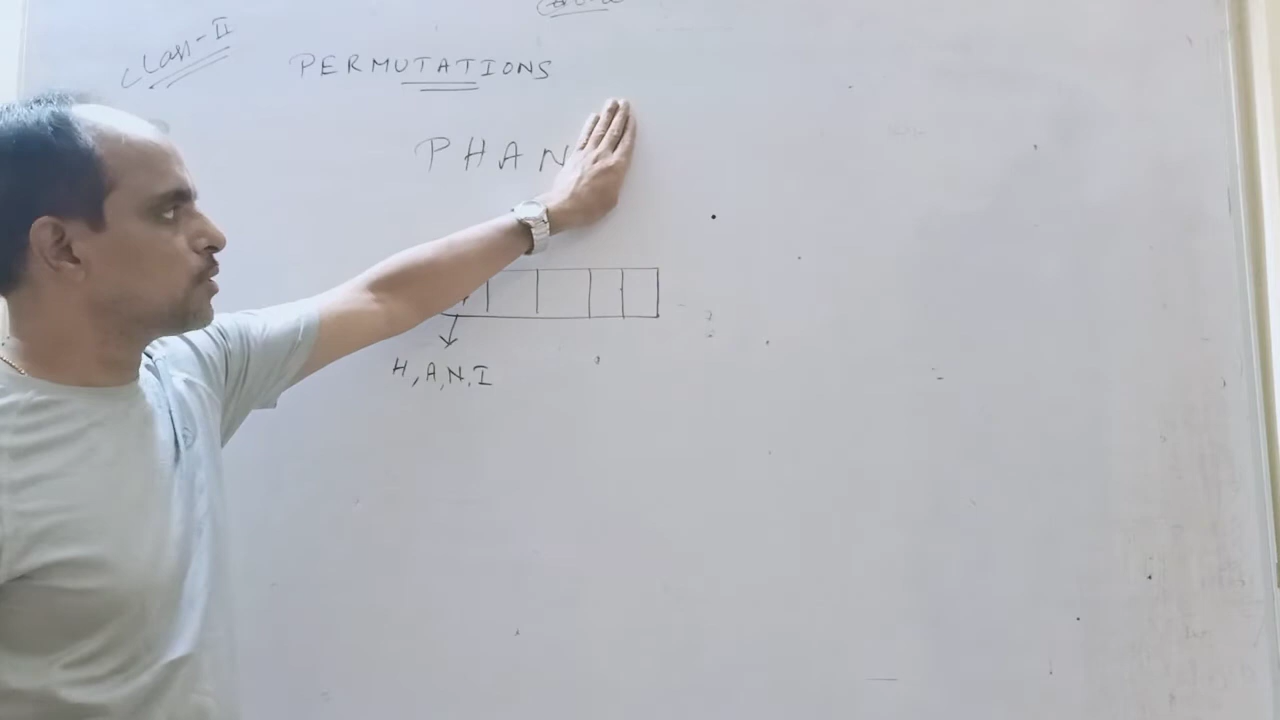 Class-II
PERMUTATIONS
P H A N
H, A, N, I